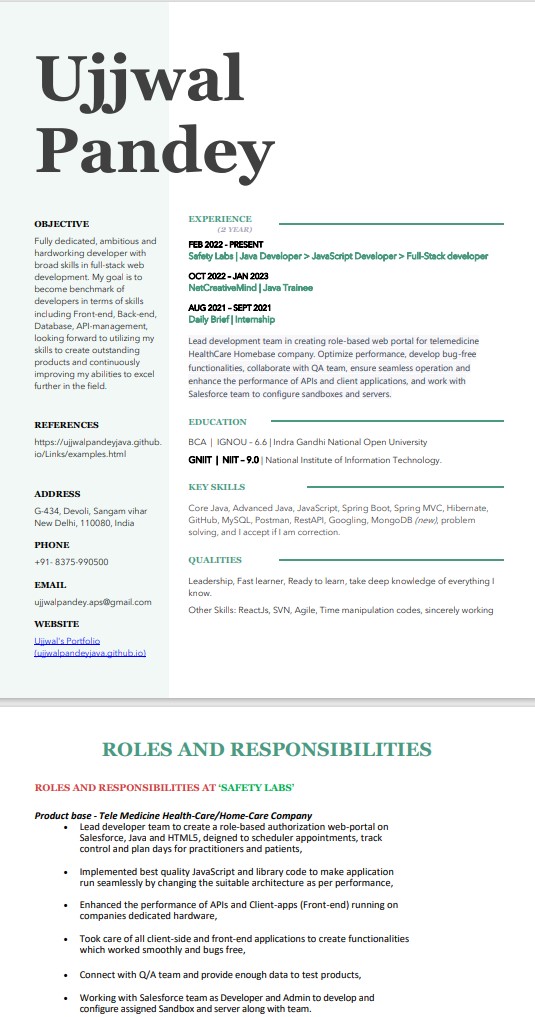 Ujjwal
Pandey
OBJECTIVE
Fully dedicated, ambitious and
hardworking developer with
broad skills in full-stack web
development. My goal is to
become benchmark of
developers in terms of skills
including Front-end, Back-end,
Database, API-management,
looking forward to utilizing my
skills to create outstanding
products and continuously
improving my abilities to excel
further in the field.
REFERENCES
https://ujjwalpandeyjava.github.
io/Links/examples.html
ADDRESS
G-434, Devoli, Sangam vihar
New Delhi, 110080, India
PHONE
+91- 8375-990500
EMAIL
ujjwalpandey.aps@gmail.com
WEBSITE
Ujjwal's Portfolio
(ujjwalpandeyjava.github.io)
EXPERIENCE
(2 YEAR)
FEB 2022 - PRESENT
Safety Labs | Java Developer > JavaScript Developer > Full-Stack developer
OCT 2022 - JAN 2023
NetCreativeMind | Java Trainee
AUG 2021 - SEPT 2021
Daily Brief | Internship
Lead development team in creating role-based web portal for telemedicine
HealthCare Homebase company. Optimize performance, develop bug-free
functionalities, collaborate with QA team, ensure seamless operation and
enhance the performance of APIs and client applications, and work with
Salesforce team to configure sandboxes and servers.
EDUCATION
BCA | IGNOU - 6.6 | Indra Gandhi National Open University
GNIIT | NIIT – 9.0 | National Institute of Information Technology.
KEY SKILLS
Core Java, Advanced Java, JavaScript, Spring Boot, Spring MVC, Hibernate,
GitHub, MySQL, Postman, RestAPI, Googling, MongoDB (new), problem
solving, and I accept if I am correction.
QUALITIES
Leadership, Fast learner, Ready to learn, take deep knowledge of everything I
know.
Other Skills: ReactJs, SVN, Agile, Time manipulation codes, sincerely working
ROLES AND RESPONSIBILITIES
ROLES AND RESPONSIBILITIES AT ‘SAFETY LABS’
Product base - Tele Medicine Health-Care/Home-Care Company
• Lead developer team to create a role-based authorization web-portal on
Salesforce, Java and HTML5, deigned to scheduler appointments, track
control and plan days for practitioners and patients,
• Implemented best quality JavaScript and library code to make application
run seamlessly by changing the suitable architecture as per performance,
• Enhanced the performance of APIs and Client-apps (Front-end) running on
companies dedicated hardware,
• Took care of all client-side and front-end applications to create functionalities
which worked smoothly and bugs free,
• Connect with Q/A team and provide enough data to test products,
• Working with Salesforce team as Developer and Admin to develop and
configure assigned Sandbox and server along with team.